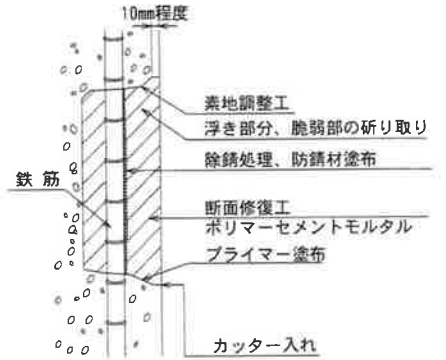 10mm程度
素地調整工
浮き部分、脆弱部の斫り取り
除錆処理、防錆材塗布
鉄筋
断面修復工
ポリマーセメントモルタル
プライマー塗布
カッター入れ